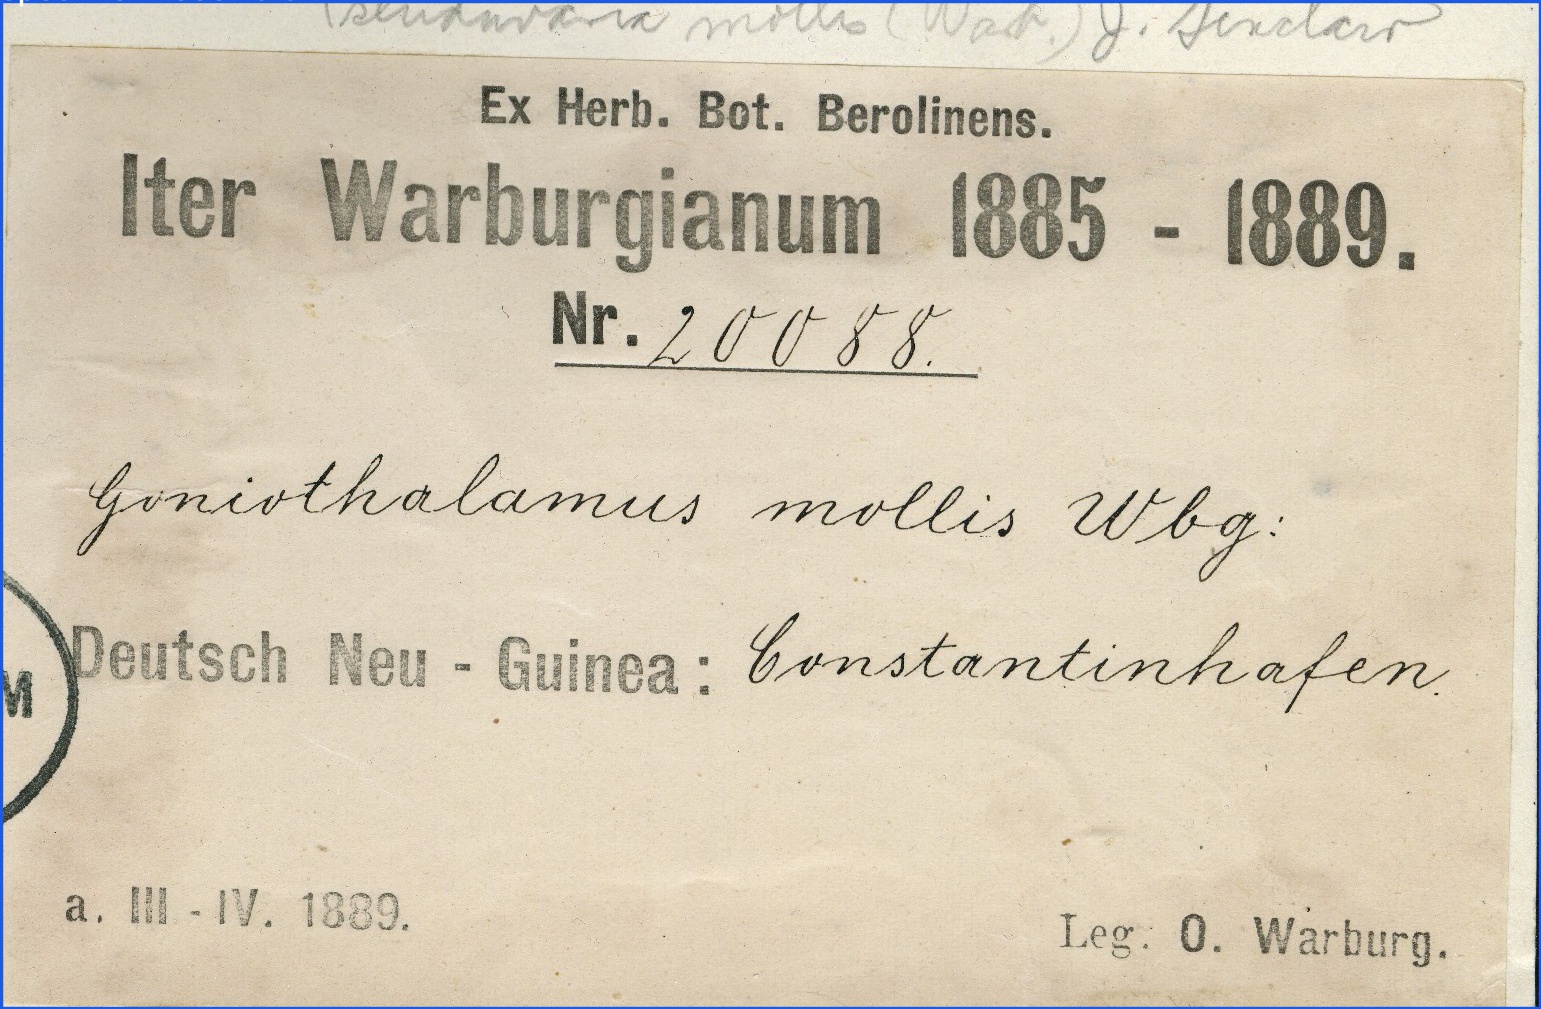 mollis (Warb.) J. Sinclair
Ex Herb. Bot. Berolinens.
Iter Warburgianum 1885 - 1889.
Nr. 20088.
Goniothalamus mollis Wbg:
Deutsch Neu - Guinea: Constantinhafen.
M
a. III - IV. 1889.
Leg. O. Warburg.